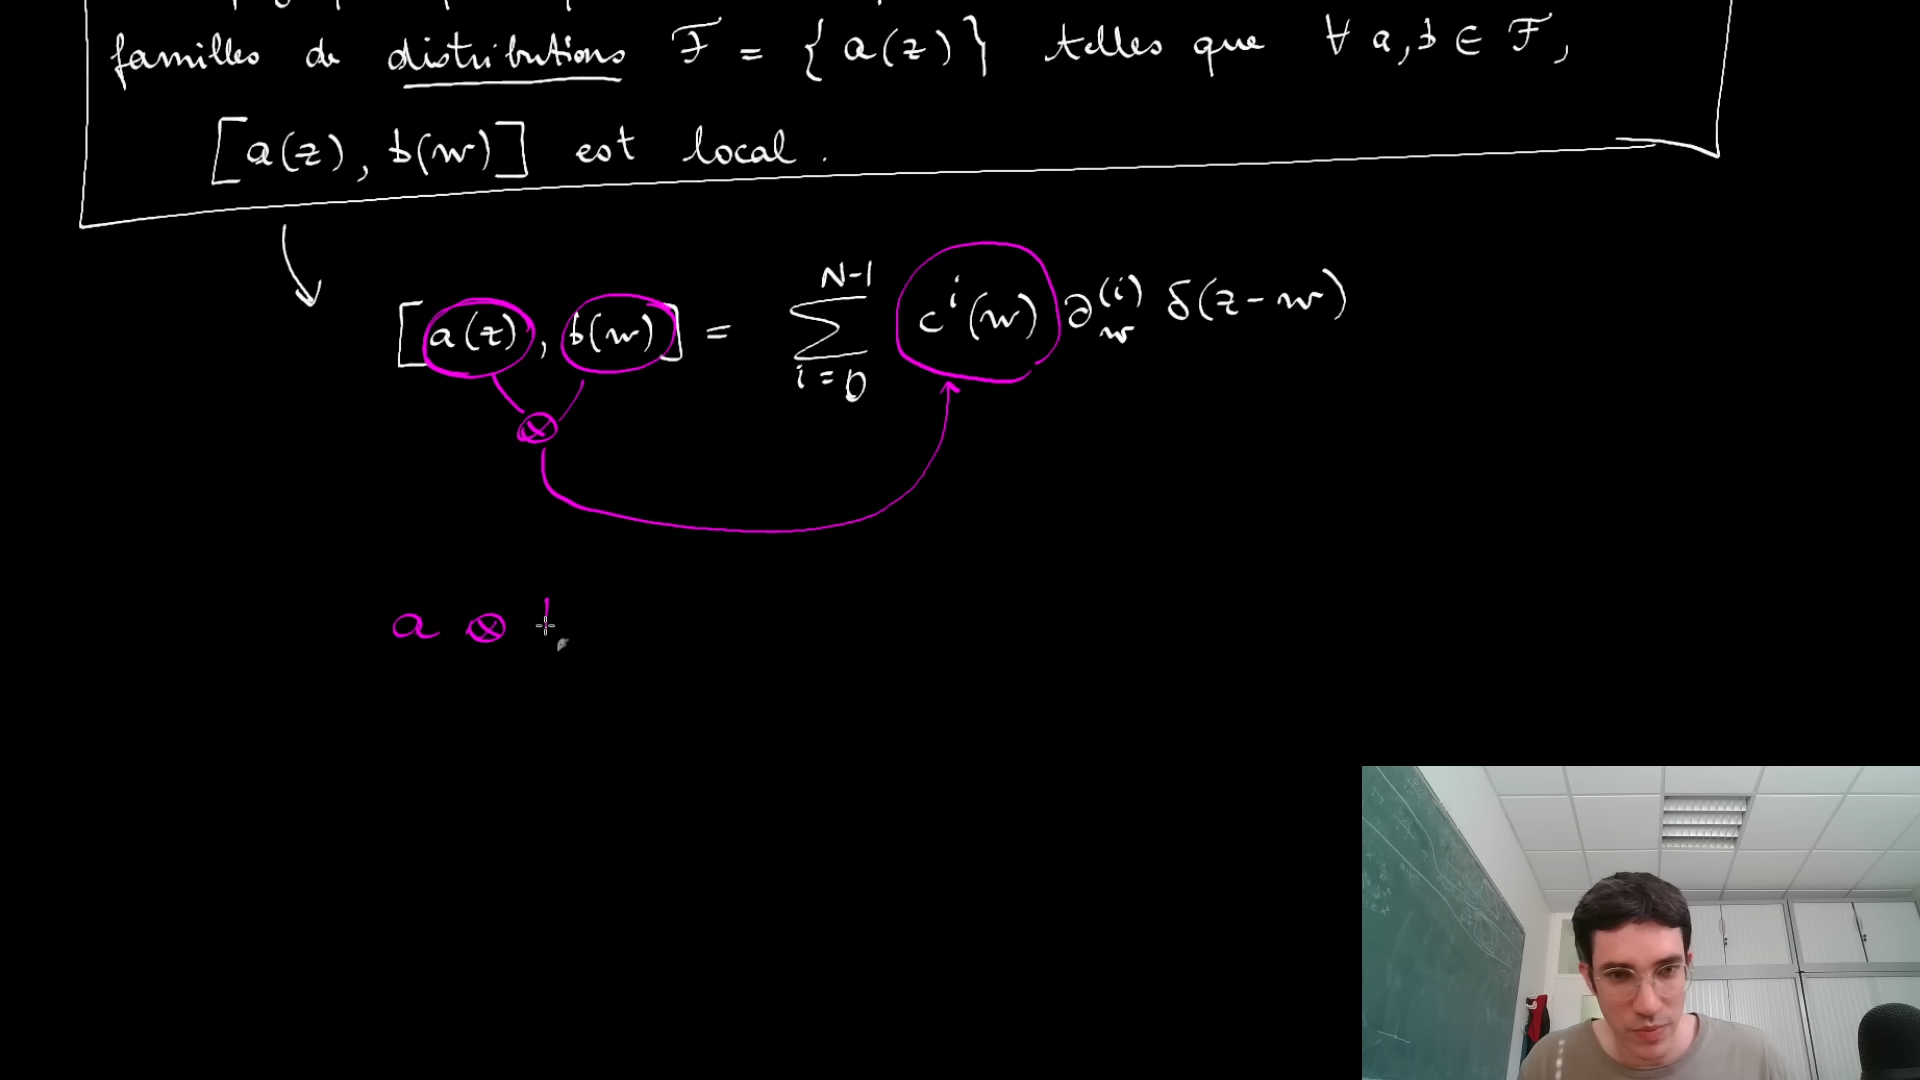 familles de distributions ℱ = { a(z) } telles que ∀ a, b ∈ ℱ,
[a(z), b(w)] est local.
[a(z), b(w)] = ∑_{i=0}^{N-1} c^i(w) ∂_w^{(i)} δ(z-w)
⊗
a ⊗